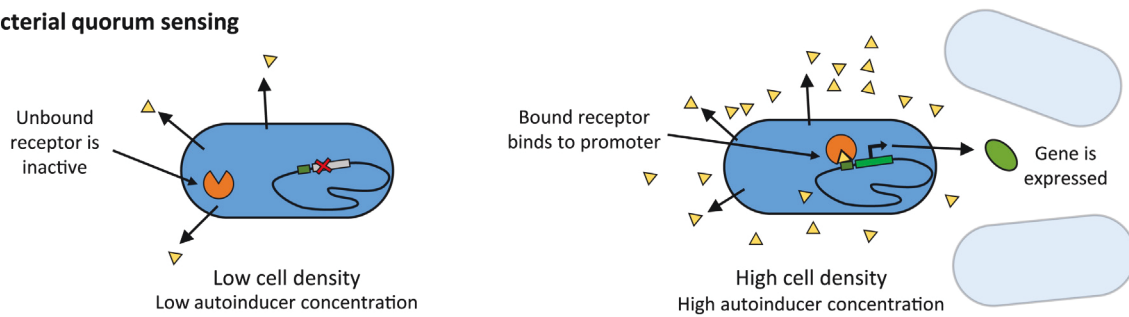 cterial quorum sensing
Unbound
receptor is
inactive
Low cell density
Low autoinducer concentration
Bound receptor
binds to promoter
Gene is
expressed
High cell density
High autoinducer concentration